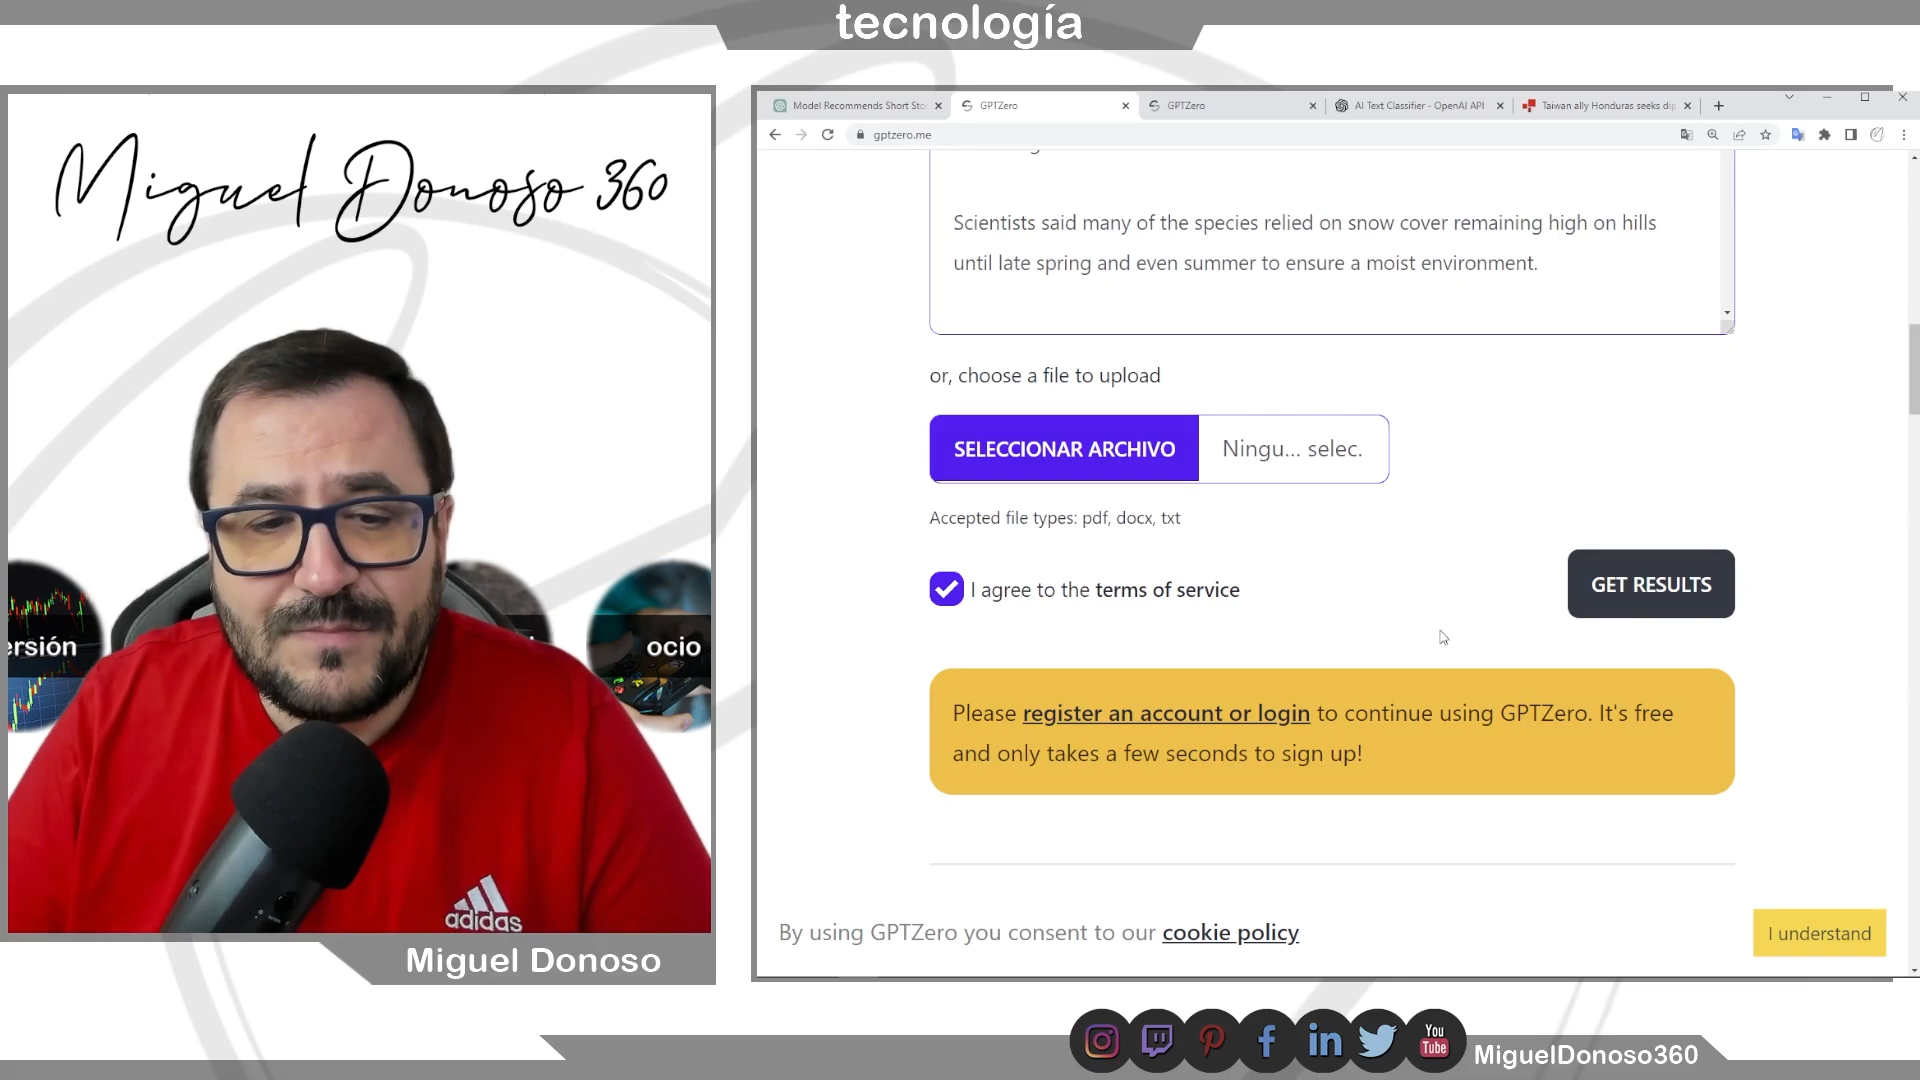 tecnología
Miguel Donoso 360
ersión
ocio
adidas
Miguel Donoso
Model Recommends Short Sto
GPTZero
GPTZero
AI Text Classifier - OpenAI API
Taiwan ally Honduras seeks dip
gptzero.me
Scientists said many of the species relied on snow cover remaining high on hills
until late spring and even summer to ensure a moist environment.
or, choose a file to upload
SELECCIONAR ARCHIVO
Ningu... selec.
Accepted file types: pdf, docx, txt
I agree to the terms of service
GET RESULTS
Please register an account or login to continue using GPTZero. It's free
and only takes a few seconds to sign up!
By using GPTZero you consent to our cookie policy
I understand
in
You
Tube
MiguelDonoso360